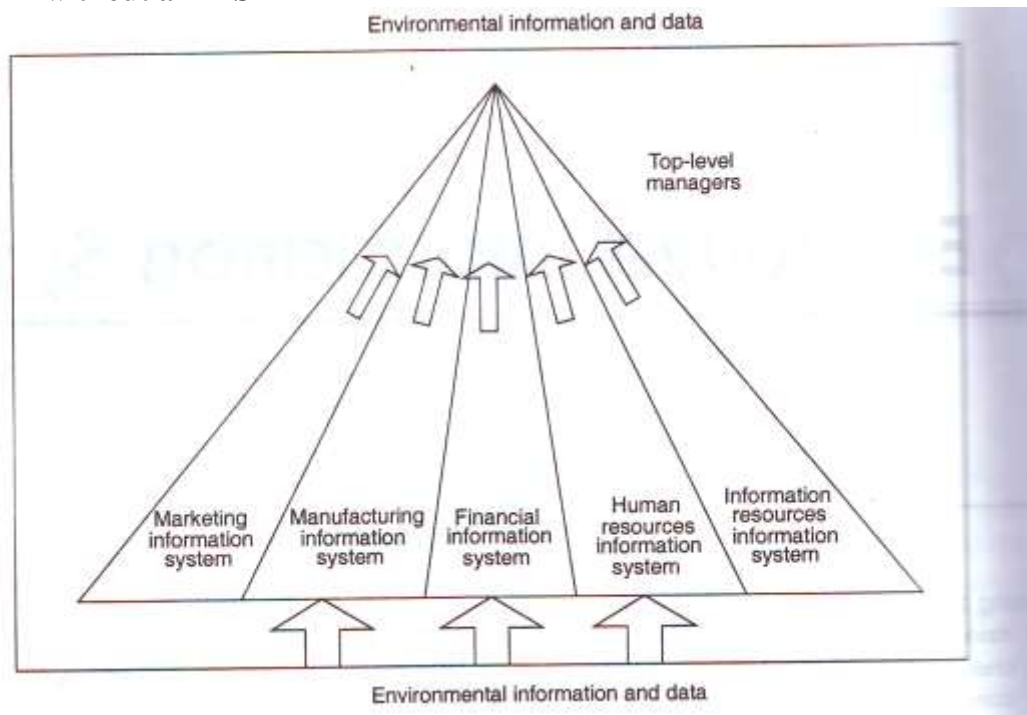 Environmental information and data
Top-level
managers
Marketing
information
system
Manufacturing
information
system
Financial
information
system
Human
resources
information
system
Information
resources
information
system
Environmental information and data